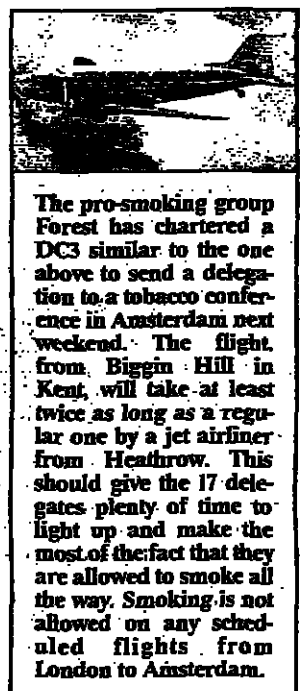 The pro-smoking group
Forest has chartered a
DC3 similar to the one
above to send a delega-
tion to a tobacco confer-
ence in Amsterdam next
weekend. The flight,
from Biggin Hill in
Kent, will take at least
twice as long as a regu-
lar one by a jet airliner
from Heathrow. This
should give the 17 dele-
gates plenty of time to
light up and make the
most of the fact that they
are allowed to smoke all
the way. Smoking is not
allowed on any sched-
uled flights from
London to Amsterdam.